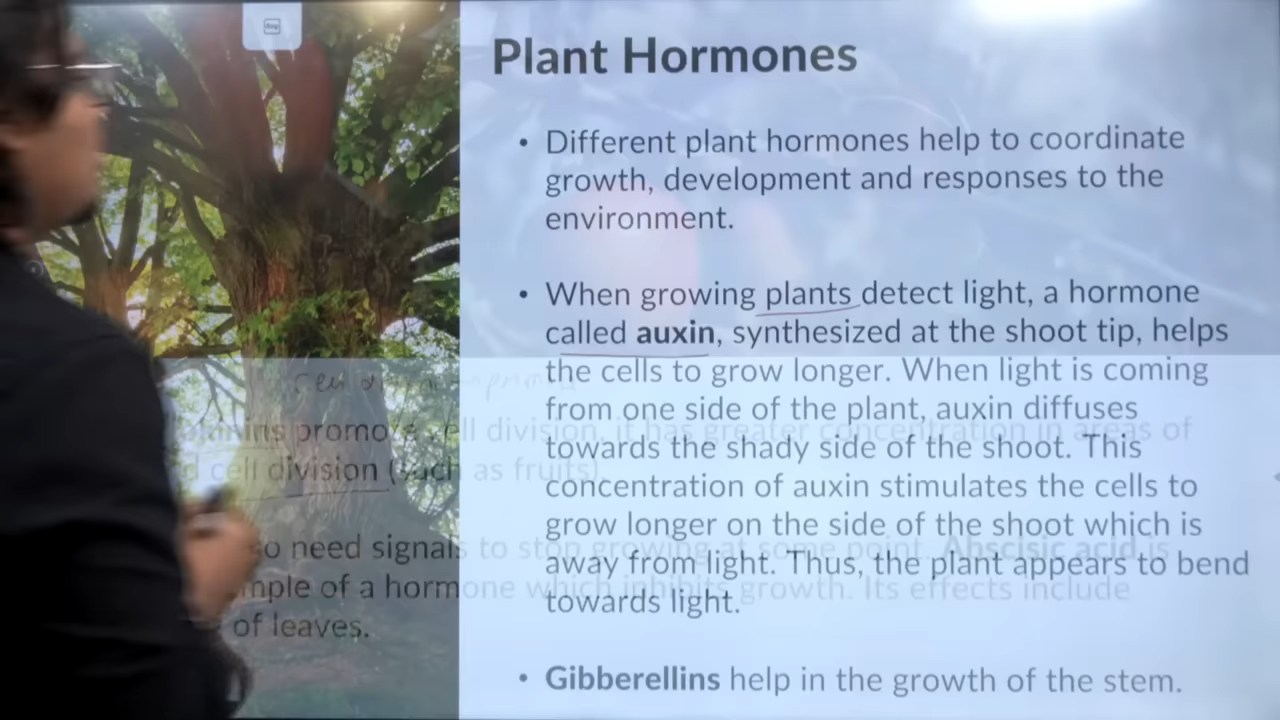 Plant Hormones
• Different plant hormones help to coordinate
growth, development and responses to the
environment.
• When growing plants detect light, a hormone
called auxin, synthesized at the shoot tip, helps
the cells to grow longer. When light is coming
from one side of the plant, auxin diffuses
towards the shady side of the shoot. This
concentration of auxin stimulates the cells to
grow longer on the side of the shoot which is
away from light. Thus, the plant appears to bend
towards light.
• Gibberellins help in the growth of the stem.
promote cell division, it has greater concentration in areas of
cell division (such as fruits).
need signals to stop growing at some point. Abscisic acid is
of a hormone which inhibits growth. Its effects include
of leaves.